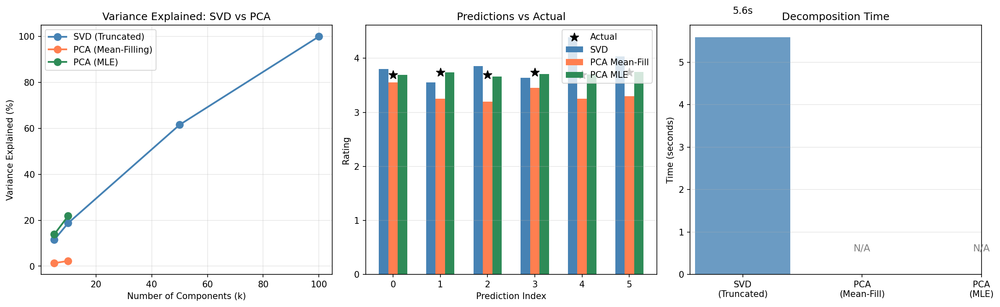 Variance Explained: SVD vs PCA
SVD (Truncated)
PCA (Mean-Filling)
PCA (MLE)
100
80
60
40
20
0
Variance Explained (%)
20 40 60 80 100
Number of Components (k)
Predictions vs Actual
Actual
SVD
PCA Mean-Fill
PCA MLE
4
3
2
1
0
Rating
0 1 2 3 4 5
Prediction Index
5.6s
Decomposition Time
5
4
3
2
1
0
Time (seconds)
N/A
N/A
SVD
(Truncated)
PCA
(Mean-Fill)
PCA
(MLE)